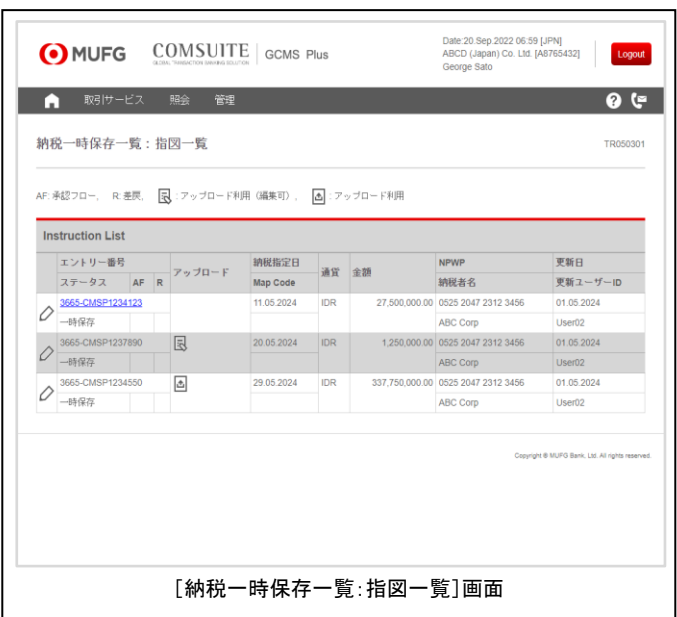 MUFG COMSUITE GCMS Plus
GLOBAL TRANSACTION BANKING SOLUTION
Date:20 Sep.2022 06:59 [JPN]
ABCD (Japan) Co. Ltd. [A8765432]
George Sato
Logout
取引サービス 照会 管理
納税一時保存一覧：指図一覧 TR050301
AF:承認フロー, R:差戻, :アップロード利用（編集可）, :アップロード利用
Instruction List
エントリー番号 アップロード 納税指定日 通貨 金額 NPWP 更新日
ステータス AF R Map Code 納税者名 更新ユーザーID
3665-CMSP1234123 11.05.2024 IDR 27,500,000.00 0525 2047 2312 3456 01.05.2024
一時保存 ABC Corp User02
3665-CMSP1237890 20.05.2024 IDR 1,250,000.00 0525 2047 2312 3456 01.05.2024
一時保存 ABC Corp User02
3665-CMSP1234550 29.05.2024 IDR 337,750,000.00 0525 2047 2312 3456 01.05.2024
一時保存 ABC Corp User02
Copyright © MUFG Bank, Ltd. All rights reserved.
［納税一時保存一覧：指図一覧］画面